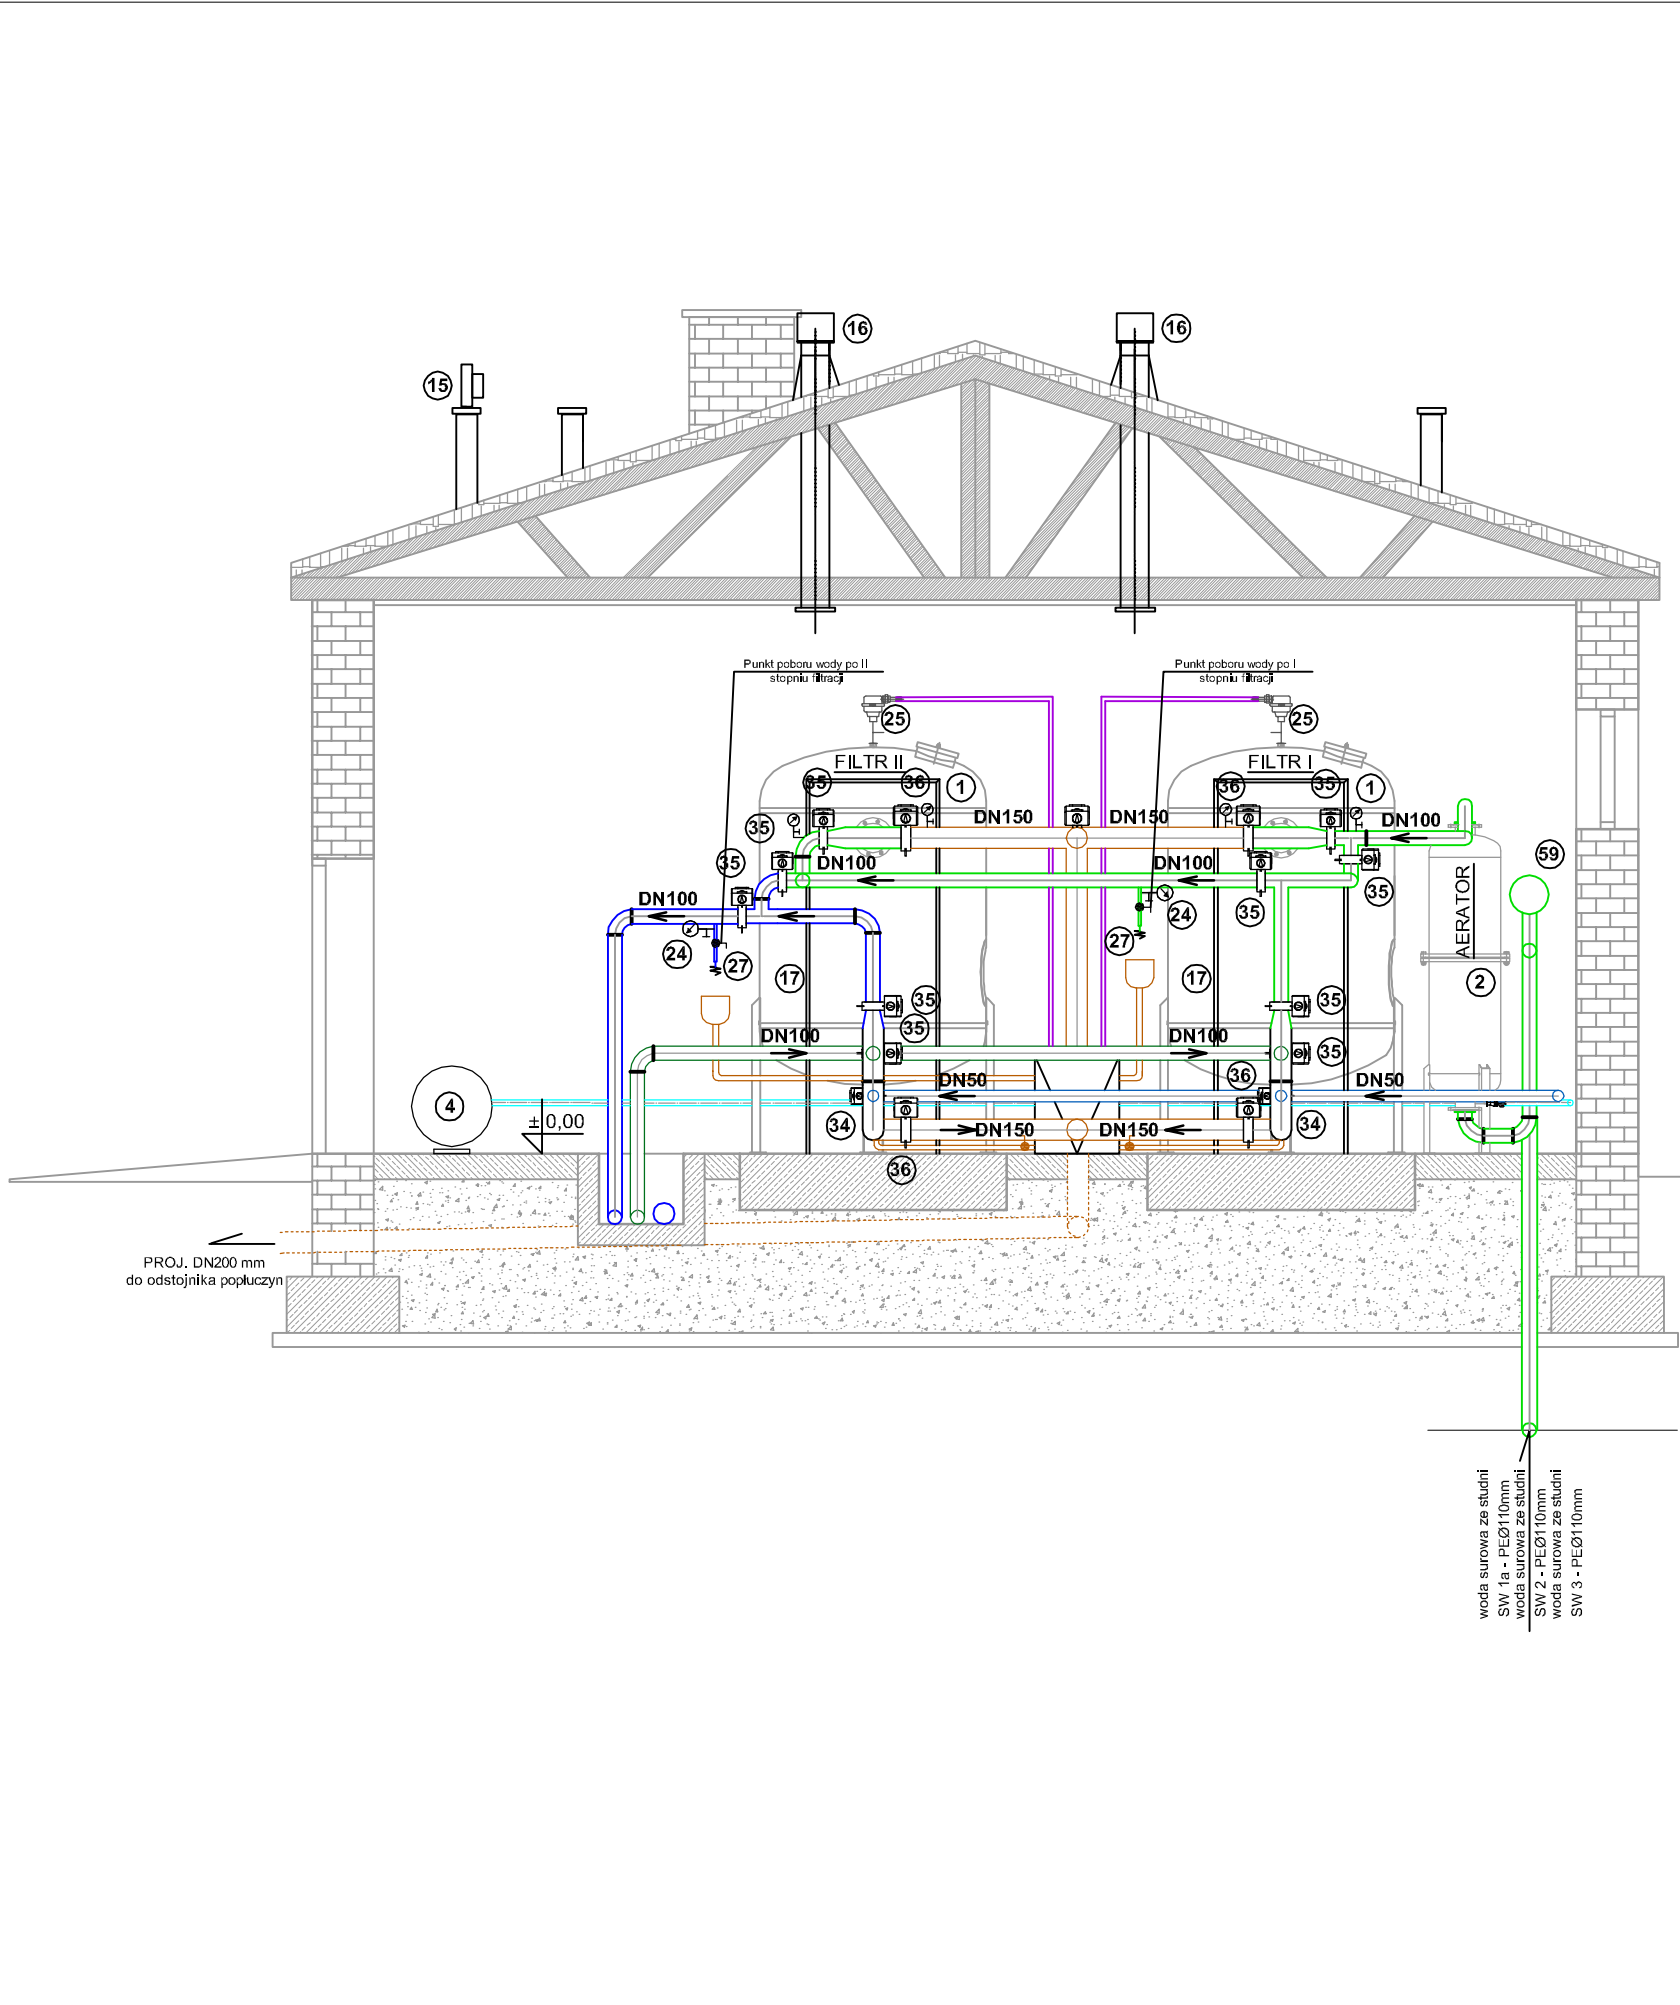 16
16
15
Punkt poboru wody po II
stopniu filtracji
Punkt poboru wody po I
stopniu filtracji
25
25
FILTR II
FILTR I
35
36
1
36
35
1
DN150
DN150
DN100
35
59
35
DN100
DN100
35
DN100
35
24
AERATOR
24
27
27
17
17
2
35
35
35
DN100
DN100
35
36
DN50
DN50
4
± 0,00
34
DN150
DN150
34
36
PROJ. DN200 mm
do odstojnika popłuczyn
woda surowa ze studni
SW 1a - PEØ110mm
woda surowa ze studni
SW 2 - PEØ110mm
woda surowa ze studni
SW 3 - PEØ110mm